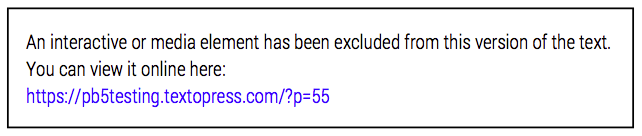 An interactive or media element has been excluded from this version of the text.
You can view it online here:
https://pb5testing.textopress.com/?p=55